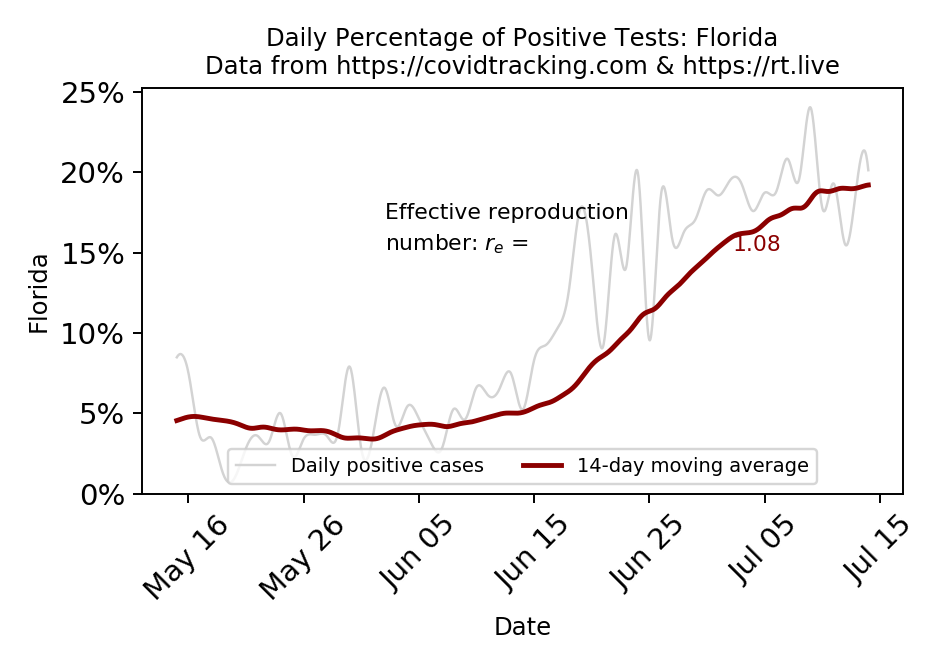 Daily Percentage of Positive Tests: Florida
Data from https://covidtracking.com & https://rt.live
25%
20%
15%
10%
5%
0%
Florida
Effective reproduction
number: rₑ =
1.08
Daily positive cases
14-day moving average
May 16
May 26
Jun 05
Jun 15
Jun 25
Jul 05
Jul 15
Date